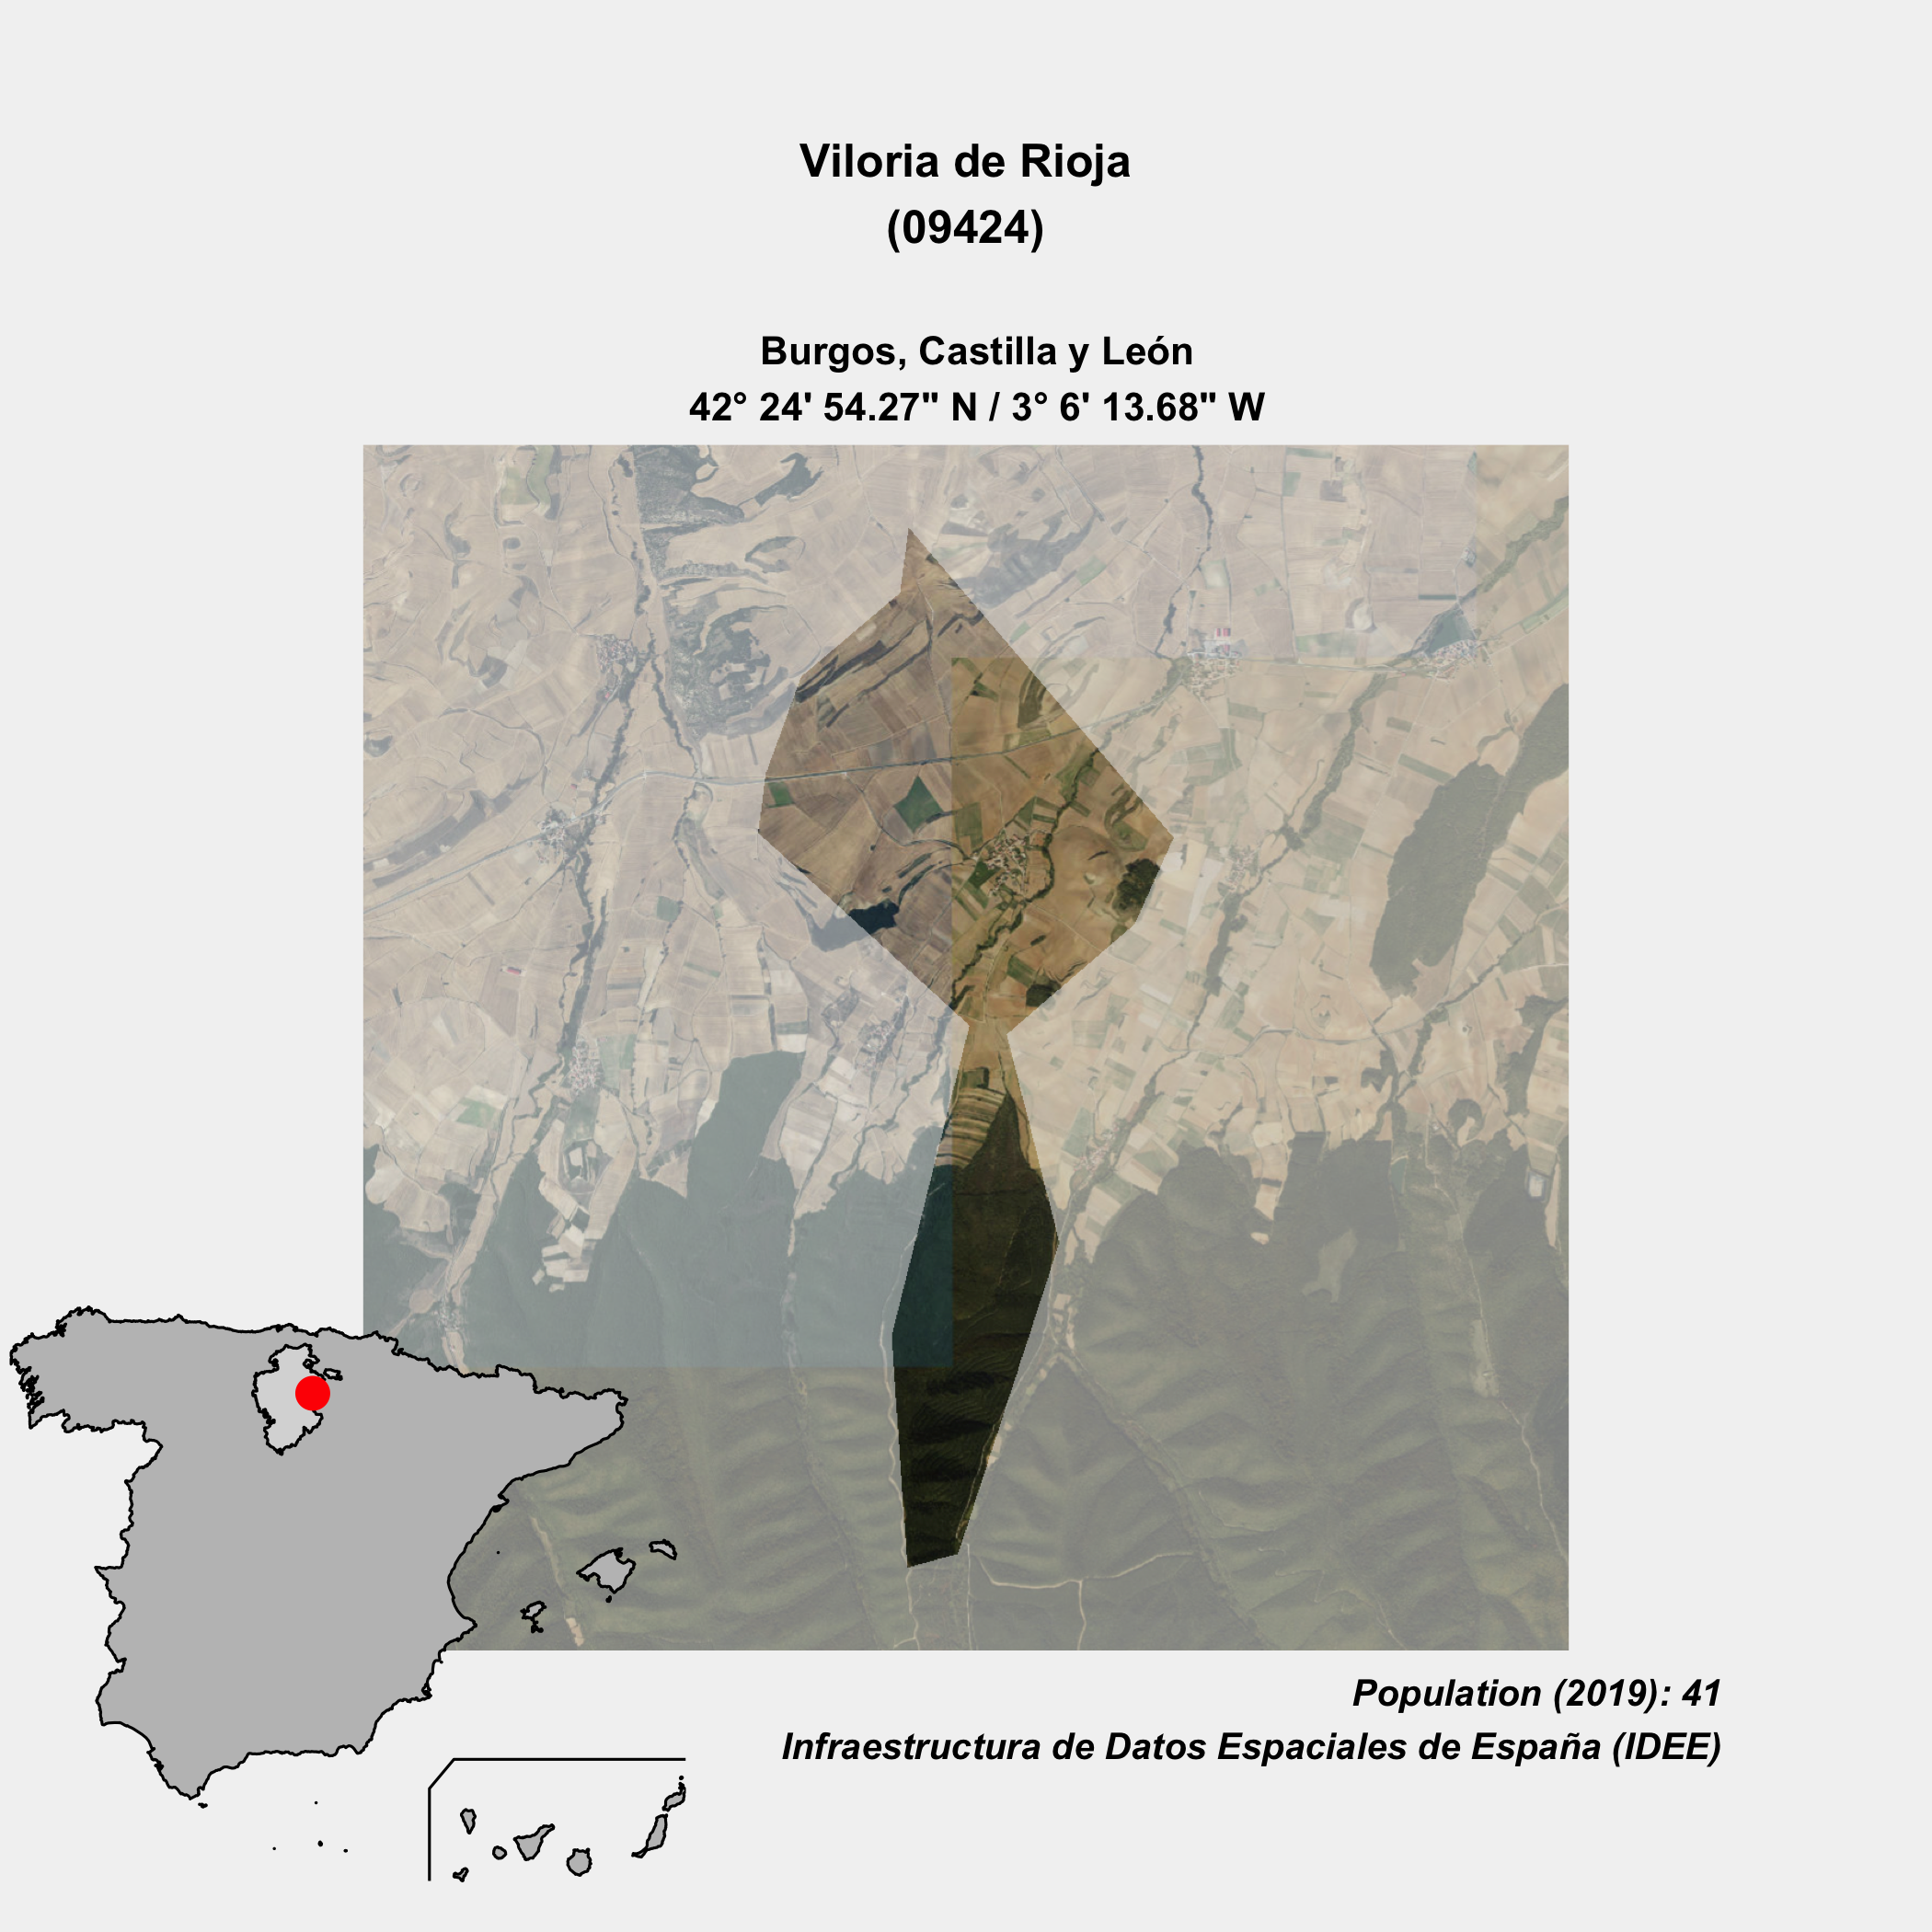 Viloria de Rioja
(09424)
Burgos, Castilla y León
42° 24' 54.27" N / 3° 6' 13.68" W
Population (2019): 41
Infraestructura de Datos Espaciales de España (IDEE)